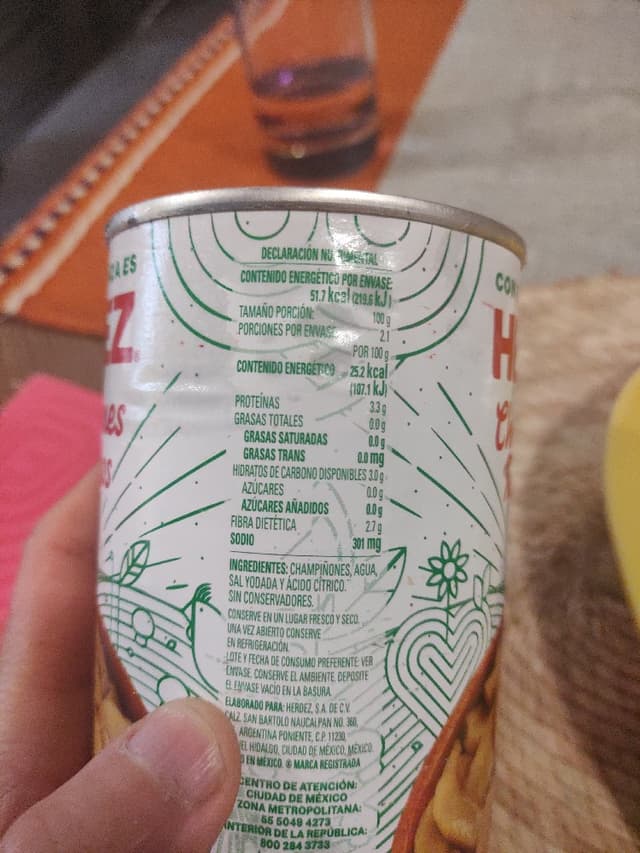 DECLARACIÓN
CONTENIDO ENERGÉTICO POR ENVASE:
51.7 kcal (218.6 kJ)
TAMAÑO PORCIÓN: 100 g
PORCIONES POR ENVASE 2.1
POR 100 g
CONTENIDO ENERGÉTICO 25.2 kcal
(107.1 kJ)
PROTEÍNAS 3.3 g
GRASAS TOTALES 0.0 g
GRASAS SATURADAS 0.0 g
GRASAS TRANS 0.0 mg
HIDRATOS DE CARBONO DISPONIBLES 3.0 g
AZÚCARES 0.0 g
AZÚCARES AÑADIDOS 0.0 g
FIBRA DIETÉTICA 2.7 g
SODIO 301 mg
INGREDIENTES: CHAMPIÑONES, AGUA,
SAL YODADA Y ÁCIDO CÍTRICO.
SIN CONSERVADORES.
CONSERVE EN UN LUGAR FRESCO Y SECO.
UNA VEZ ABIERTO CONSERVE
EN REFRIGERACIÓN.
LOTE Y FECHA DE CONSUMO PREFERENTE: VER
ENVASE. CONSERVE EL AMBIENTE. DEPOSITE
EL ENVASE VACÍO EN LA BASURA.
ELABORADO PARA: HERDEZ, S.A. DE C.V.
CALZ. SAN BARTOLO NAUCALPAN NO. 360,
ARGENTINA PONIENTE, C.P. 11230,
HIDALGO, CIUDAD DE MÉXICO, MÉXICO.
EN MÉXICO. ® MARCA REGISTRADA
CENTRO DE ATENCIÓN:
CIUDAD DE MÉXICO
ZONA METROPOLITANA:
55 5049 4273
INTERIOR DE LA REPÚBLICA:
800 284 3733